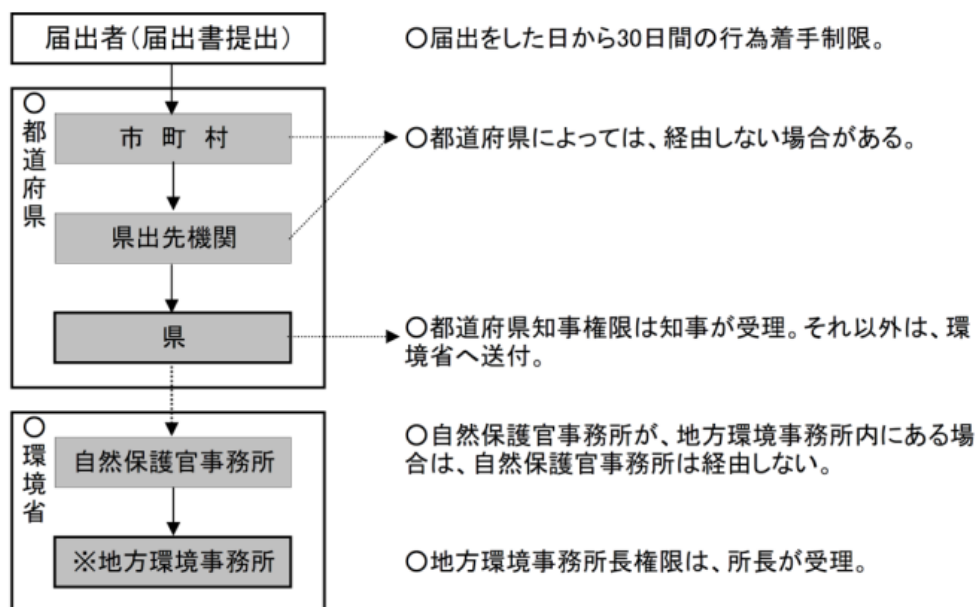 届出者(届出書提出)
〇届出をした日から30日間の行為着手制限。
〇都道府県
市 町 村
〇都道府県によっては、経由しない場合がある。
県出先機関
県
〇都道府県知事権限は知事が受理。それ以外は、環
境省へ送付。
〇環境省
自然保護官事務所
〇自然保護官事務所が、地方環境事務所内にある場
合は、自然保護官事務所は経由しない。
※地方環境事務所
〇地方環境事務所長権限は、所長が受理。